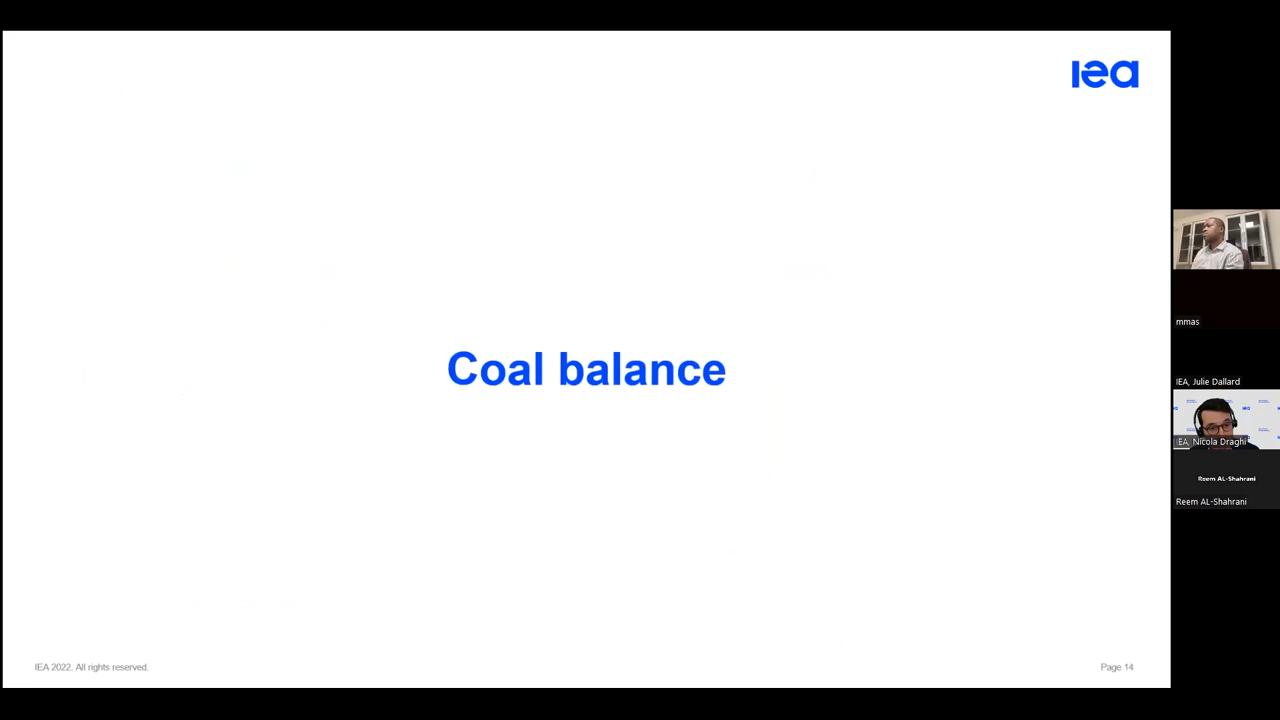 iea
Coal balance
IEA 2022. All rights reserved.
Page 14
mmas
IEA, Julie Dallard
IEA, Nicola Draghi
Reem AL-Shahrani
Reem AL-Shahrani